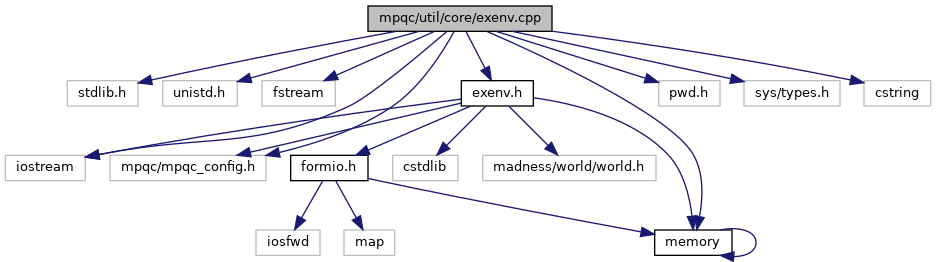 mpqc/util/core/exenv.cpp
stdlib.h
unistd.h
fstream
exenv.h
pwd.h
sys/types.h
cstring
iostream
mpqc/mpqc_config.h
formio.h
cstdlib
madness/world/world.h
iosfwd
map
memory